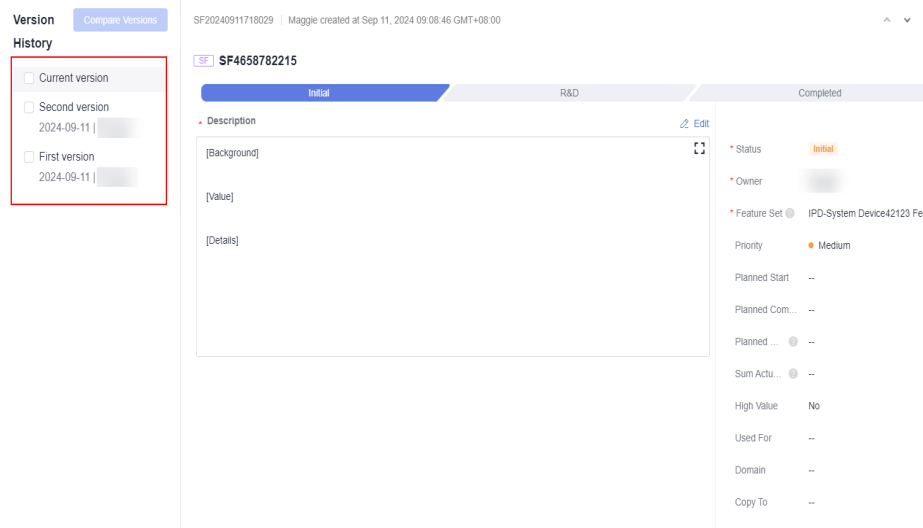 Version History
Compare Versions
Current version
Second version
2024-09-11 |
First version
2024-09-11 |
SF20240911718029 | Maggie created at Sep 11, 2024 09:08:46 GMT+08:00
SF SF4658782215
Initial
R&D
Completed
* Description
Edit
[Background]
[Value]
[Details]
* Status Initial
* Owner
* Feature Set ? IPD-System Device42123 Fe
Priority Medium
Planned Start --
Planned Com... --
Planned ... ? --
Sum Actu... ? --
High Value No
Used For --
Domain --
Copy To --